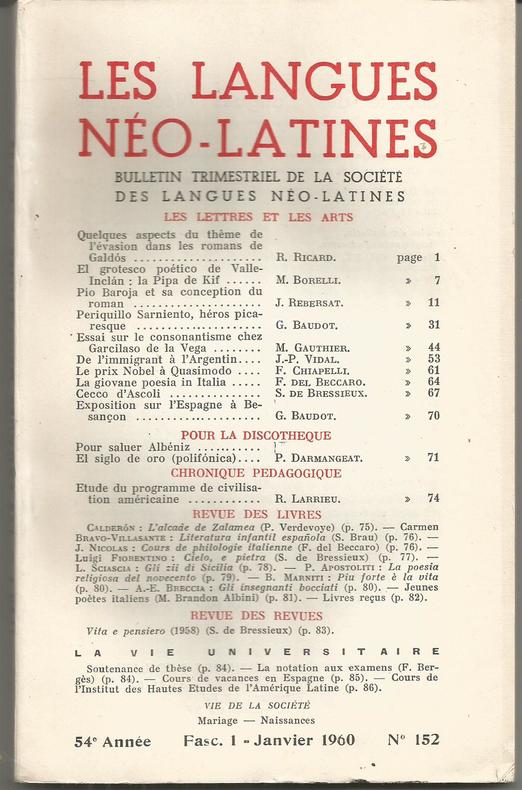 LES LANGUES
NÉO-LATINES
BULLETIN TRIMESTRIEL DE LA SOCIÉTÉ
DES LANGUES NÉO-LATINES
LES LETTRES ET LES ARTS
Quelques aspects du thème de
l'évasion dans les romans de
Galdós .................... R. RICARD. page 1
El grotesco poético de Valle-
Inclán : la Pipa de Kif ...... M. BORELLI. » 7
Pio Baroja et sa conception du
roman .................... J. REBERSAT. » 11
Periquillo Sarniento, héros pica-
resque .................... G. BAUDOT. » 31
Essai sur le consonantisme chez
Garcilaso de la Vega ........ M. GAUTHIER. » 44
De l'immigrant à l'Argentin.... J.-P. VIDAL. » 53
Le prix Nobel à Quasimodo .... F. CHIAPELLI. » 61
La giovane poesia in Italia .... F. DEL BECCARO. » 64
Cecco d'Ascoli ............... S. DE BRESSIEUX. » 67
Exposition sur l'Espagne à Be-
sançon .................... G. BAUDOT. » 70
POUR LA DISCOTHEQUE
Pour saluer Albéniz ...........
El siglo de oro (polifónica).... P. DARMANGEAT. » 71
CHRONIQUE PEDAGOGIQUE
Etude du programme de civilisa-
tion américaine ............ R. LARRIEU. » 74
REVUE DES LIVRES
CALDERÓN : L'alcade de Zalamea (P. Verdevoye) (p. 75). — Carmen
BRAVO-VILLASANTE : Literatura infantil española (S. Brau) (p. 76). —
J. NICOLAS : Cours de philologie italienne (F. del Beccaro) (p. 76). —
Luigi FIORENTINO : Cielo, e pietra (S. de Bressieux) (p. 77). —
L. SCIASCIA : Gli zii di Sicilia (p. 78). — P. APOSTOLITI : La poesia
religiosa del novecento (p. 79). — B. MARNITI : Piu forte è la vita
(p. 80). — A.-E. BRECCIA : Gli insegnanti bocciati (p. 80). — Jeunes
poètes italiens (M. Brandon Albini) (p. 81). — Livres reçus (p. 82).
REVUE DES REVUES
Vita e pensiero (1958) (S. de Bressieux) (p. 83).
LA VIE UNIVERSITAIRE
Soutenance de thèse (p. 84). — La notation aux examens (F. Ber-
gès) (p. 84). — Cours de vacances en Espagne (p. 85). — Cours de
l'Institut des Hautes Etudes de l'Amérique Latine (p. 86).
VIE DE LA SOCIÉTÉ
Mariage — Naissances
54e Année Fasc. 1 - Janvier 1960 N° 152